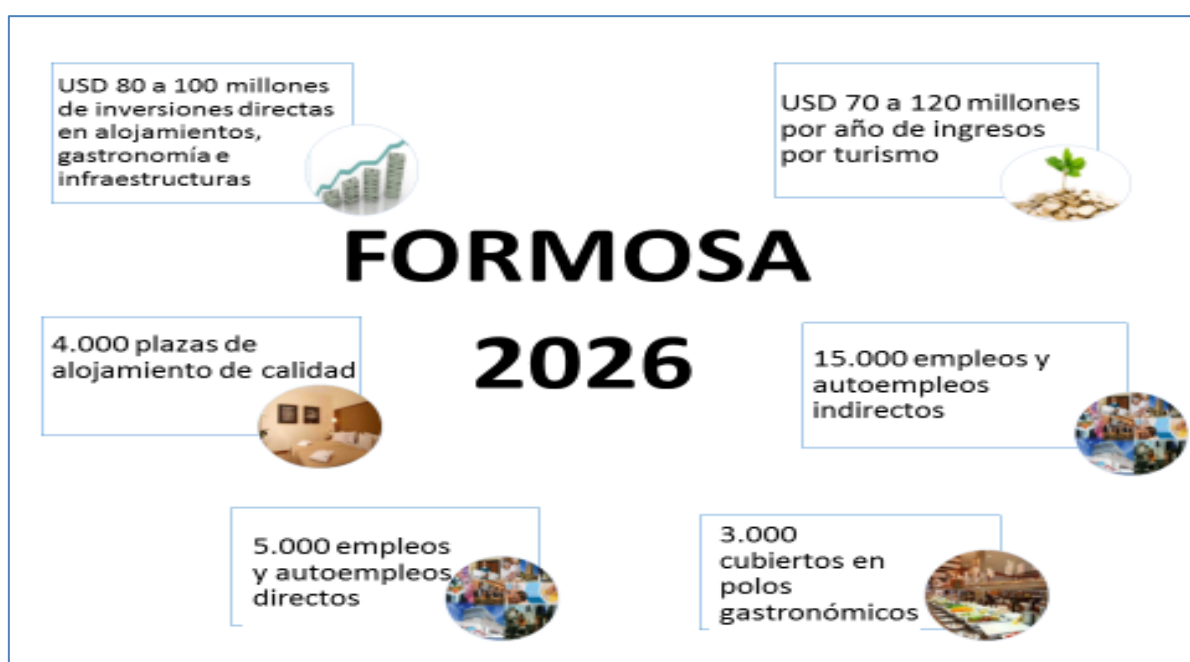 USD 80 a 100 millones
de inversiones directas
en alojamientos,
gastronomía e
infraestructuras
USD 70 a 120 millones
por año de ingresos
por turismo
FORMOSA
2026
4.000 plazas de
alojamiento de calidad
15.000 empleos y
autoempleos
indirectos
5.000 empleos
y autoempleos
directos
3.000
cubiertos en
polos
gastronómicos